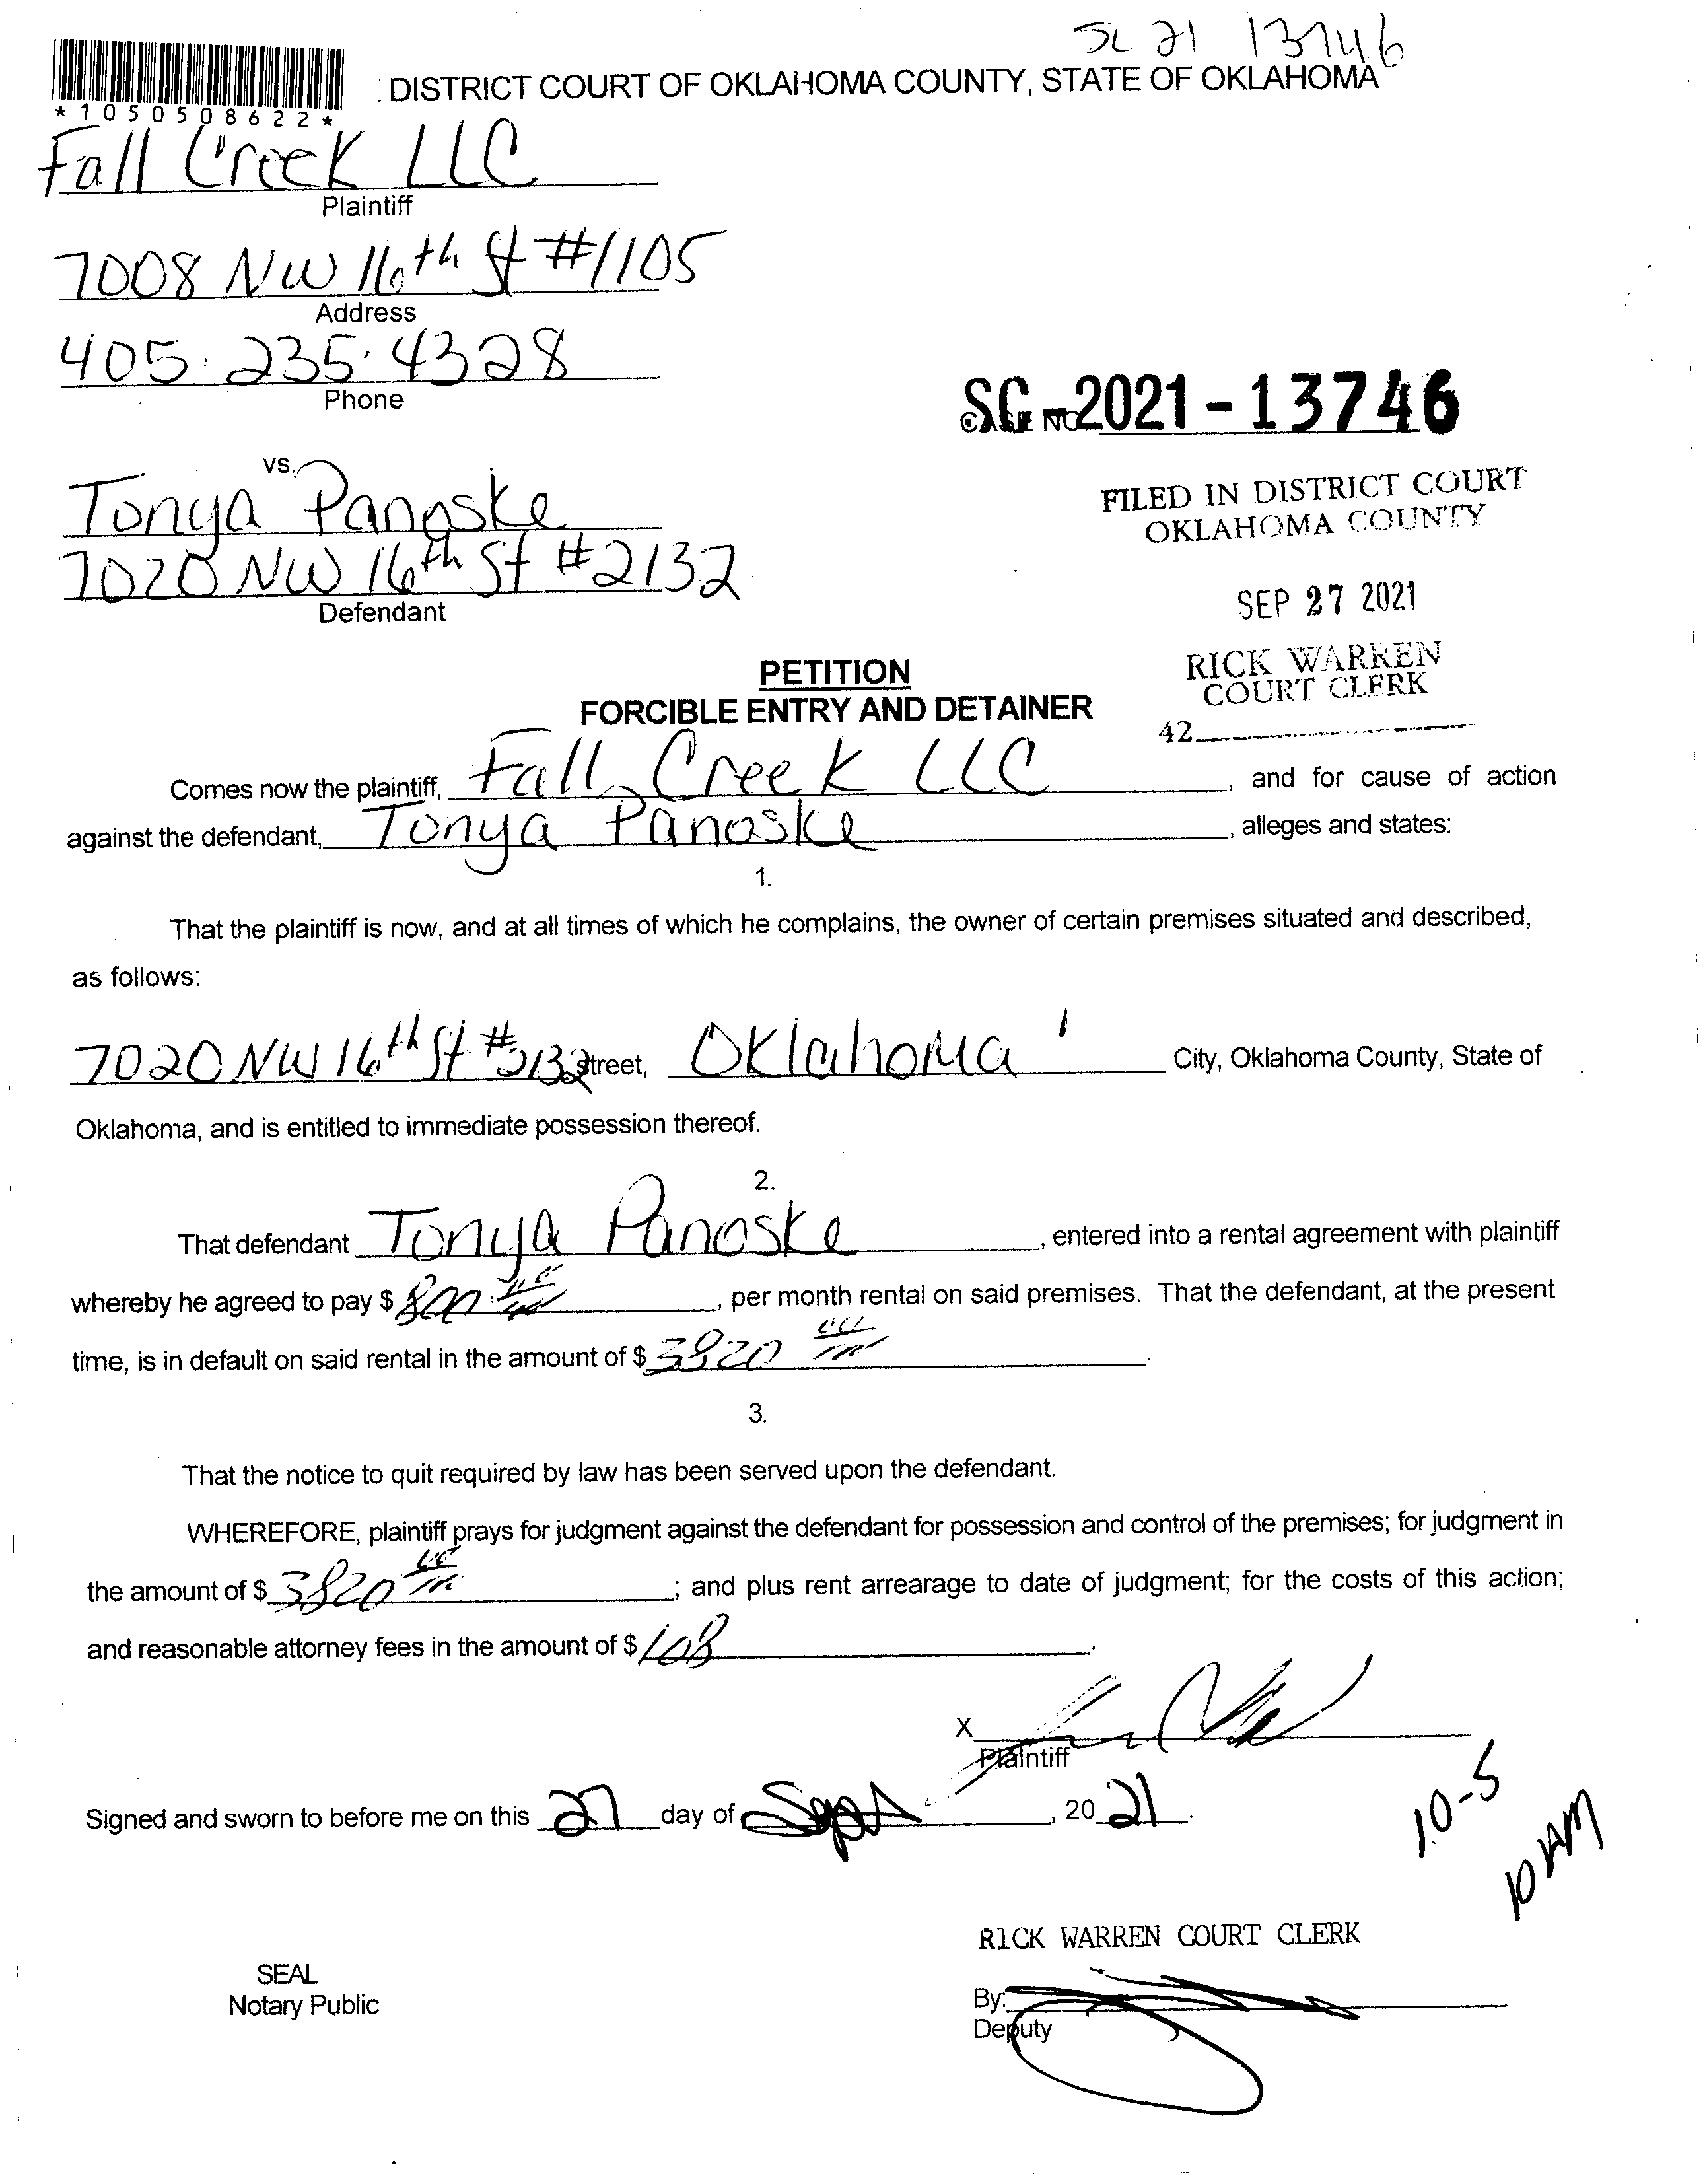 SC 21 13746
DISTRICT COURT OF OKLAHOMA COUNTY, STATE OF OKLAHOMA
*1050508622*
Fall Creek LLC
Plaintiff
7008 NW 16th St #1105
Address
405.235.4328
Phone
SC-2021-13746
CASE NO.
vs.
Tonya Panoske
7020 NW 16th St #2132
Defendant
FILED IN DISTRICT COURT
OKLAHOMA COUNTY
SEP 27 2021
RICK WARREN
COURT CLERK
42
PETITION
FORCIBLE ENTRY AND DETAINER
Comes now the plaintiff, Fall Creek LLC, and for cause of action
against the defendant, Tonya Panoske, alleges and states:
1.
That the plaintiff is now, and at all times of which he complains, the owner of certain premises situated and described,
as follows:
7020 NW 16th St #2132 Street, Oklahoma City, Oklahoma County, State of
Oklahoma, and is entitled to immediate possession thereof.
2.
That defendant Tonya Panoske, entered into a rental agreement with plaintiff
whereby he agreed to pay $ 800, per month rental on said premises. That the defendant, at the present
time, is in default on said rental in the amount of $ 3820.
3.
That the notice to quit required by law has been served upon the defendant.
WHEREFORE, plaintiff prays for judgment against the defendant for possession and control of the premises; for judgment in
the amount of $ 3820; and plus rent arrearage to date of judgment; for the costs of this action;
and reasonable attorney fees in the amount of $ 108.
X
Plaintiff
Signed and sworn to before me on this 27 day of Sept, 2021.
10-5
10 AM
RICK WARREN COURT CLERK
SEAL
Notary Public
By:
Deputy